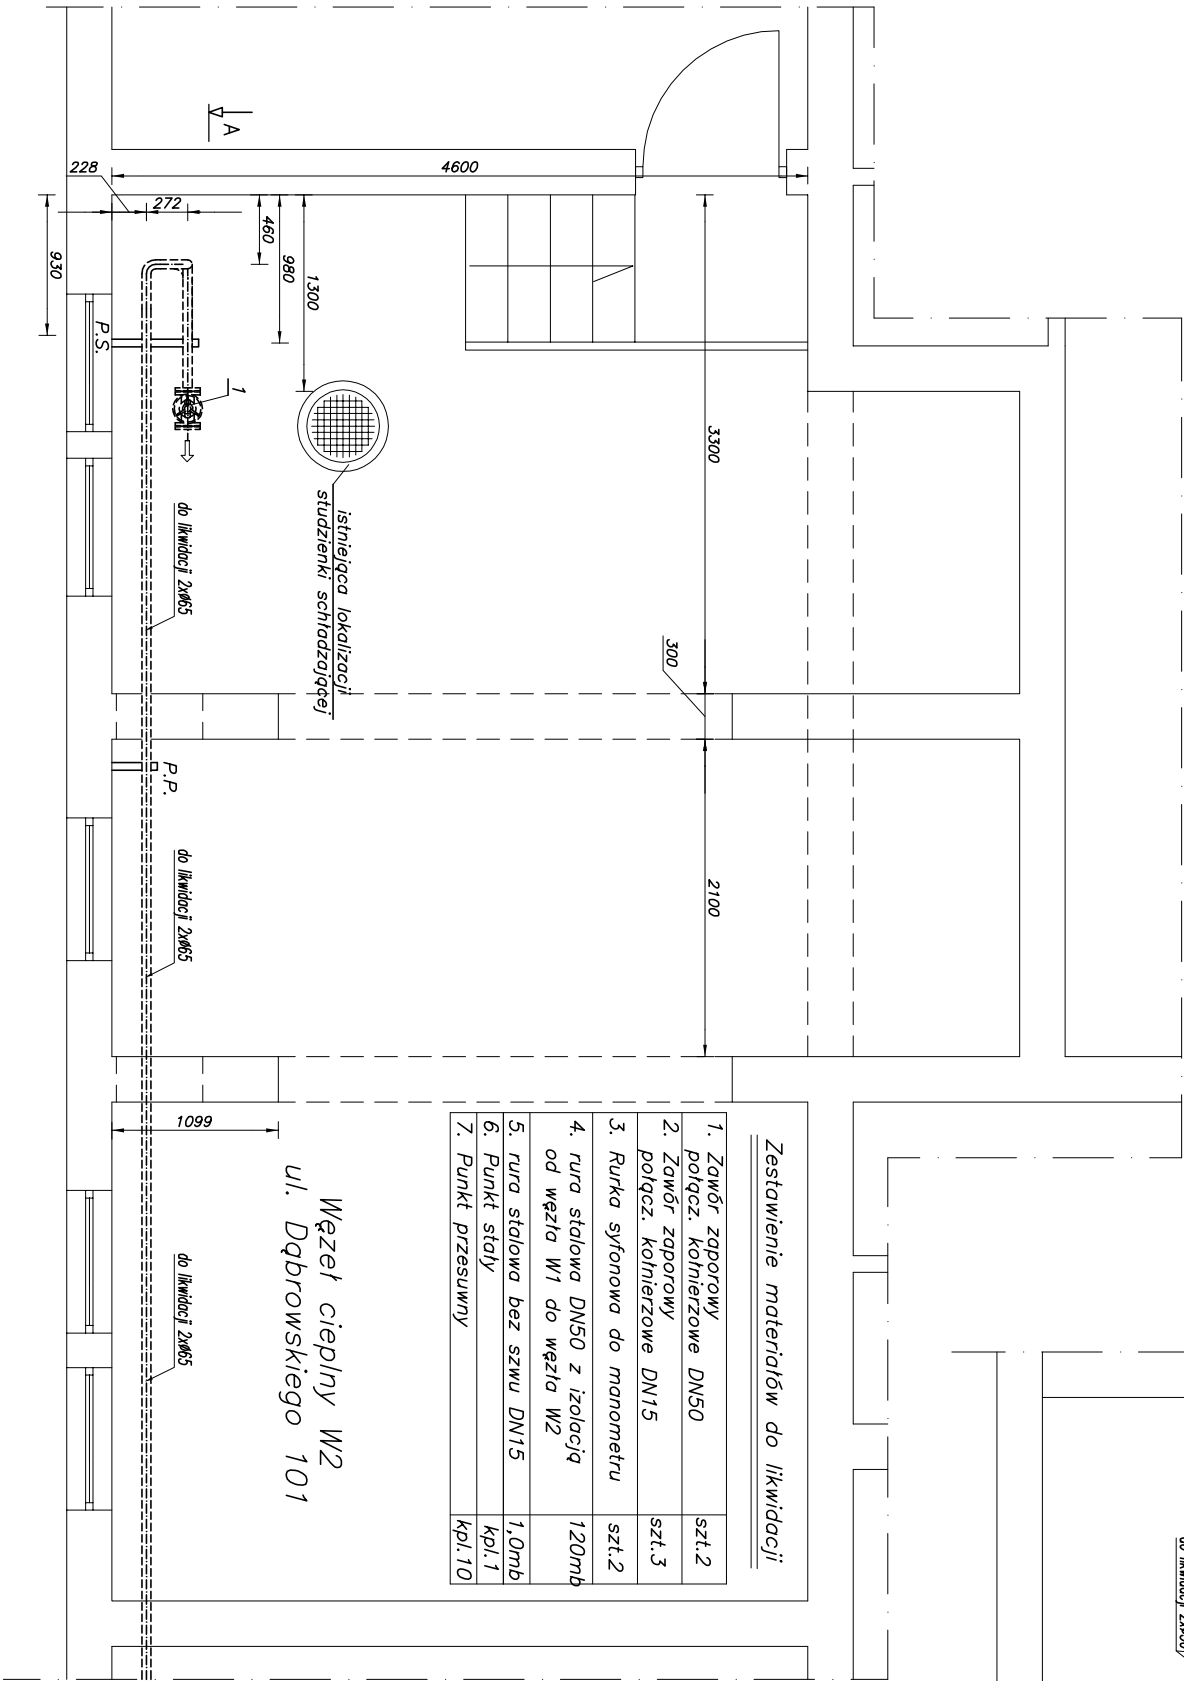 A
228
4600
272
460
980
1300
930
P.S.
1
3300
do likwidacji 2xø65
istniejąca lokalizacji
studzienki schładzającej
300
P.P.
2100
do likwidacji 2xø65
1099
Zestawienie materiałów do likwidacji
1. Zawór zaporowy
połącz. kołnierzowe DN50 szt.2
2. Zawór zaporowy
połącz. kołnierzowe DN15 szt.3
3. Rurka syfonowa do manometru szt.2
4. rura stalowa DN50 z izolacją
od węzła W1 do węzła W2 120mb
5. rura stalowa bez szwu DN15 1,0mb
6. Punkt stały kpl.1
7. Punkt przesuwny kpl.10
Węzeł cieplny W2
ul. Dąbrowskiego 101
do likwidacji 2xø65